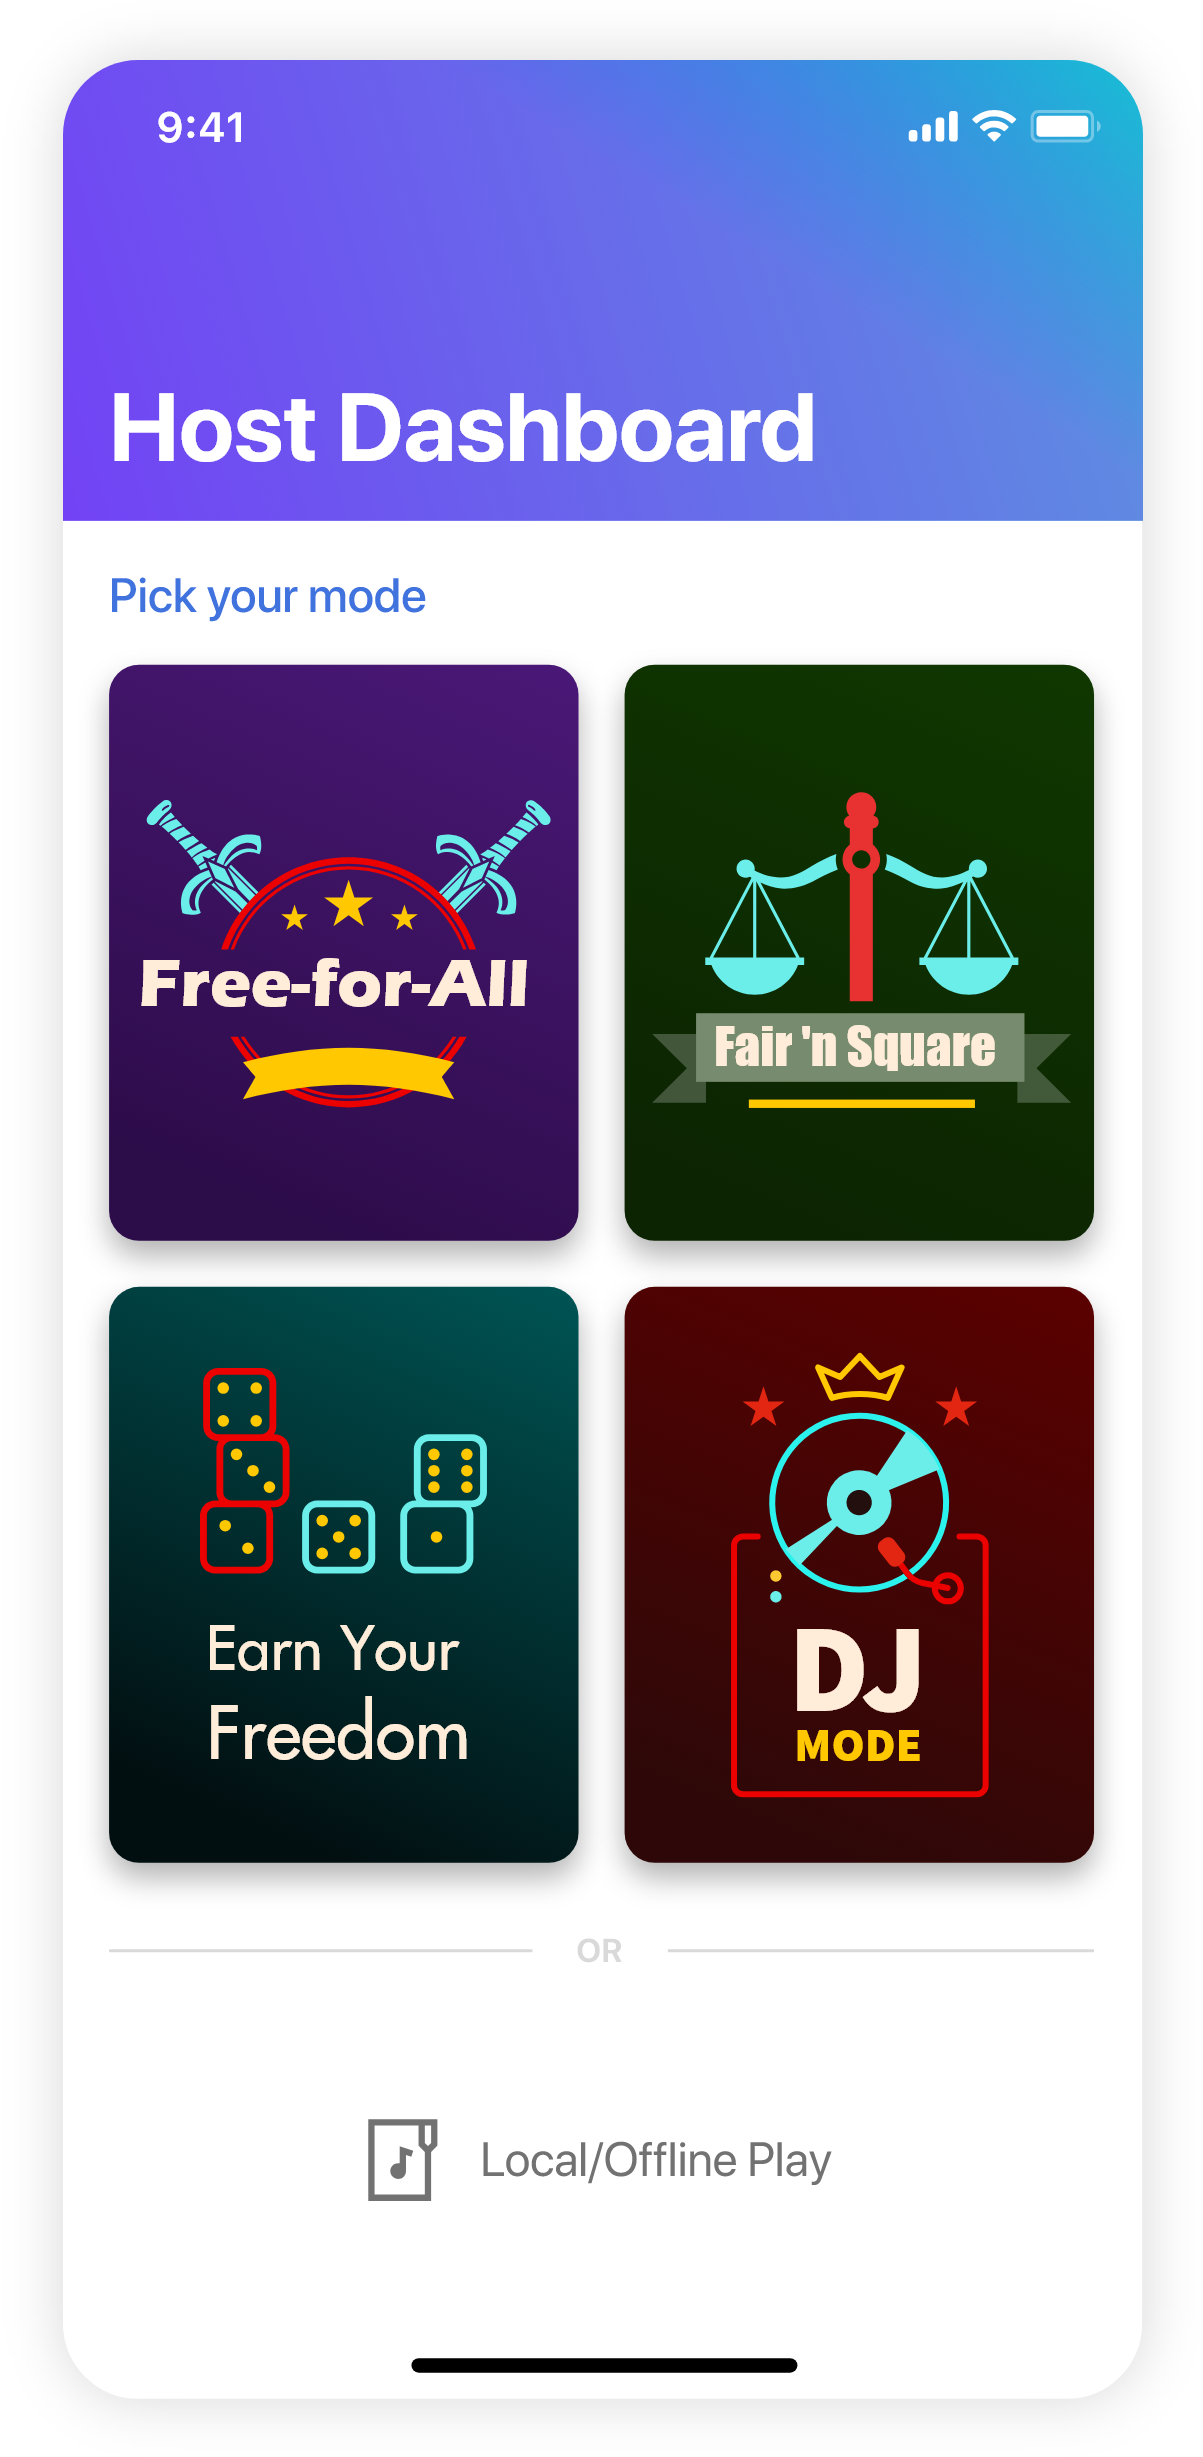 9:41
Host Dashboard
Pick your mode
Free-for-All
Fair 'n Square
Earn Your
Freedom
DJ
MODE
OR
Local/Offline Play